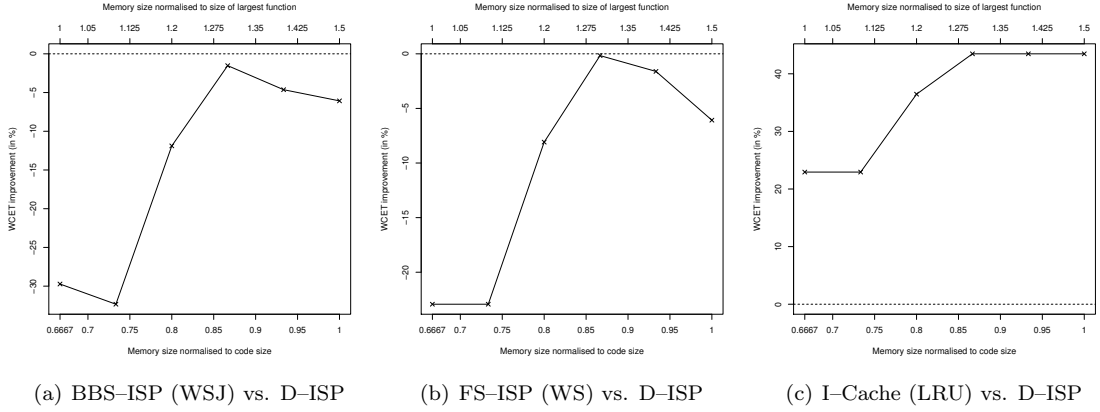 Memory size normalised to size of largest function
1 1.05 1.125 1.2 1.275 1.35 1.425 1.5
WCET improvement (in %)
0
−5
−10
−15
−20
−25
−30
0.6667 0.7 0.75 0.8 0.85 0.9 0.95 1
Memory size normalised to code size
(a) BBS–ISP (WSJ) vs. D–ISP
Memory size normalised to size of largest function
1 1.05 1.125 1.2 1.275 1.35 1.425 1.5
WCET improvement (in %)
0
−5
−10
−15
−20
0.6667 0.7 0.75 0.8 0.85 0.9 0.95 1
Memory size normalised to code size
(b) FS–ISP (WS) vs. D–ISP
Memory size normalised to size of largest function
1 1.05 1.125 1.2 1.275 1.35 1.425 1.5
WCET improvement (in %)
40
30
20
10
0
0.6667 0.7 0.75 0.8 0.85 0.9 0.95 1
Memory size normalised to code size
(c) I–Cache (LRU) vs. D–ISP